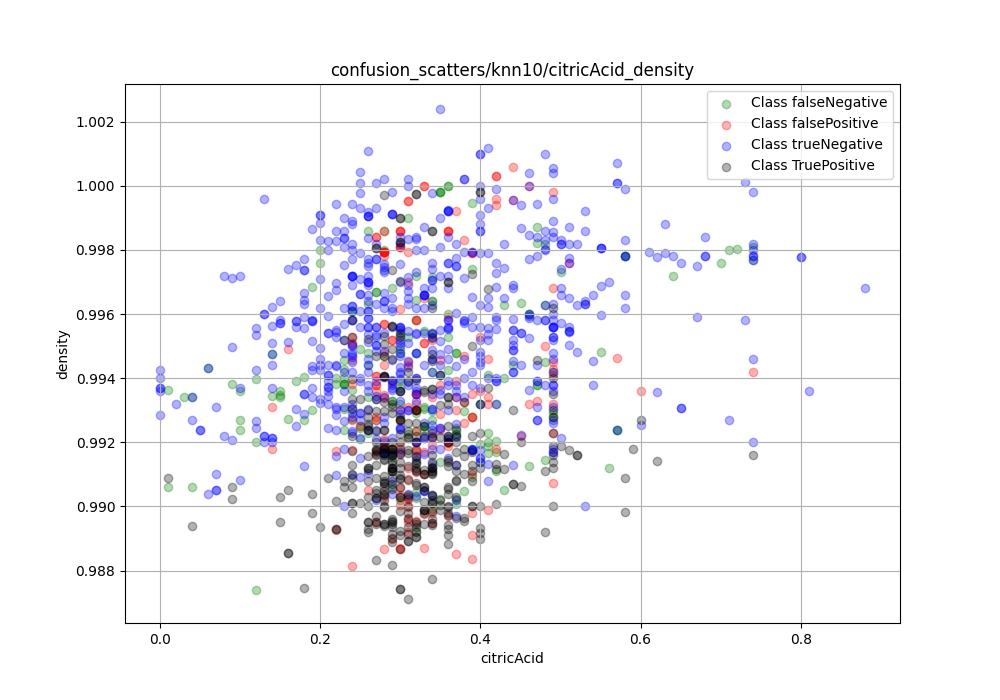 confusion_scatters/knn10/citricAcid_density
Class falseNegative
Class falsePositive
Class trueNegative
Class TruePositive
1.002
1.000
0.998
0.996
0.994
0.992
0.990
0.988
density
0.0 0.2 0.4 0.6 0.8
citricAcid